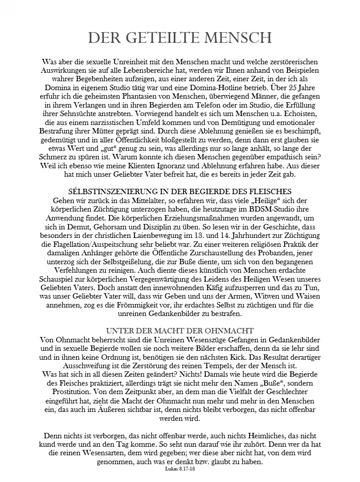 DER GETEILTE MENSCH
Was aber die sexuelle Unreinheit mit den Menschen macht und welche zerstörerischen
Auswirkungen sie auf alle Lebensbereiche hat, werden wir Ihnen anhand von Beispielen
wahrer Begebenheiten aufzeigen, aus einer anderen Zeit, einer Zeit, in der ich als
Domina in eigenem Studio tätig war und eine Domina-Hotline betrieb. Über 25 Jahre
erfuhr ich die geheimsten Phantasien von Menschen, überwiegend Männer, die gefangen
in ihrem Verlangen und in ihren Begierden am Telefon oder im Studio, die Erfüllung
ihrer Sehnsüchte anstrebten. Vorwiegend handelt es sich um Menschen u.a. Echoisten,
die aus einem narzisstischen Umfeld kommen und von Demütigung und emotionaler
Bestrafung ihrer Mütter geprägt sind. Durch diese Ablehnung genießen sie es beschimpft,
gedemütigt und in aller Öffentlichkeit bloßgestellt zu werden, denn dann erst glauben sie
etwas Wert und „gut“ genug zu sein, was allerdings nur so lange anhält, so lange der
Schmerz zu spüren ist. Warum konnte ich diesen Menschen gegenüber empathisch sein?
Weil ich ebenso wie meine Klienten Ignoranz und Ablehnung erfahren habe. Aus dieser
hat mich unser Geliebter Vater befreit hat, die es bereits in jeder Zeit gab.
SELBSTINSZENIERUNG IN DER BEGIERDE DES FLEISCHES
Gehen wir zurück in das Mittelalter, so erfahren wir, dass viele „Heilige“ sich der
körperlichen Züchtigung unterzogen haben, die heutzutage im BDSM-Studio ihre
Anwendung findet. Die körperlichen Erziehungsmaßnahmen wurden angewandt, um
sich in Demut, Gehorsam und Disziplin zu üben. So lesen wir in der Geschichte, dass
besonders in der christlichen Laienbewegung im 13. und 14. Jahrhundert zur Züchtigung
die Flagellation/Auspeitschung sehr beliebt war. Zu einer weiteren religiösen Praktik der
damaligen Anhänger gehörte die Öffentliche Zurschaustellung des Probanden, jener
unterzog sich der Selbstgeißelung, die zur Buße diente, um sich von den begangenen
Verfehlungen zu reinigen. Auch diente dieses künstlich von Menschen erdachte
Schauspiel zur körperlichen Vergegenwärtigung des Leidens des Heiligen Wesen unseres
Geliebten Vaters. Doch anstatt den innewohnenden Käfig aufzusperren und das zu Tun,
was unser Geliebter Vater will, dass wir Geben und uns der Armen, Witwen und Waisen
annehmen, zog es die Frömmigkeit vor, ihr erdachtes Selbst zu züchtigen und für die
unreinen Gedankenbilder zu bestrafen.
UNTER DER MACHT DER OHNMACHT
Von Ohnmacht beherrscht sind die Unreinen Wesenszüge Gefangen in Gedankenbilder
und in sexuelle Begierde wollen sie noch weitere Bilder erschaffen, denn da sie leer sind
und in ihnen keine Ordnung ist, benötigen sie den nächsten Kick. Das Resultat derartiger
Ausschweifung ist die Zerstörung des reinen Tempels, der der Mensch ist.
Was hat sich in all diesen Zeiten geändert? Nichts! Damals wie heute wird die Begierde
des Fleisches praktiziert, allerdings trägt sie nicht mehr den Namen „Buße“, sondern
Prostitution. Von dem Zeitpunkt aber, an dem man die Vielfalt der Geschlechter
eingeführt hat, zieht die Macht der Ohnmacht nun mehr und mehr in den Menschen
ein, das auch im Äußeren sichtbar ist, denn nichts bleibt verborgen, das nicht offenbar
werden wird.
Denn nichts ist verborgen, das nicht offenbar werde, auch nichts Heimliches, das nicht
kund werde und an den Tag komme. So seht nun darauf wie ihr zuhört. Denn wer da hat
die reinen Wesensarten, dem wird gegeben; wer diese aber nicht hat, von dem wird
genommen, auch was er denkt bzw. glaubt zu haben.
Lukas 8.17-18